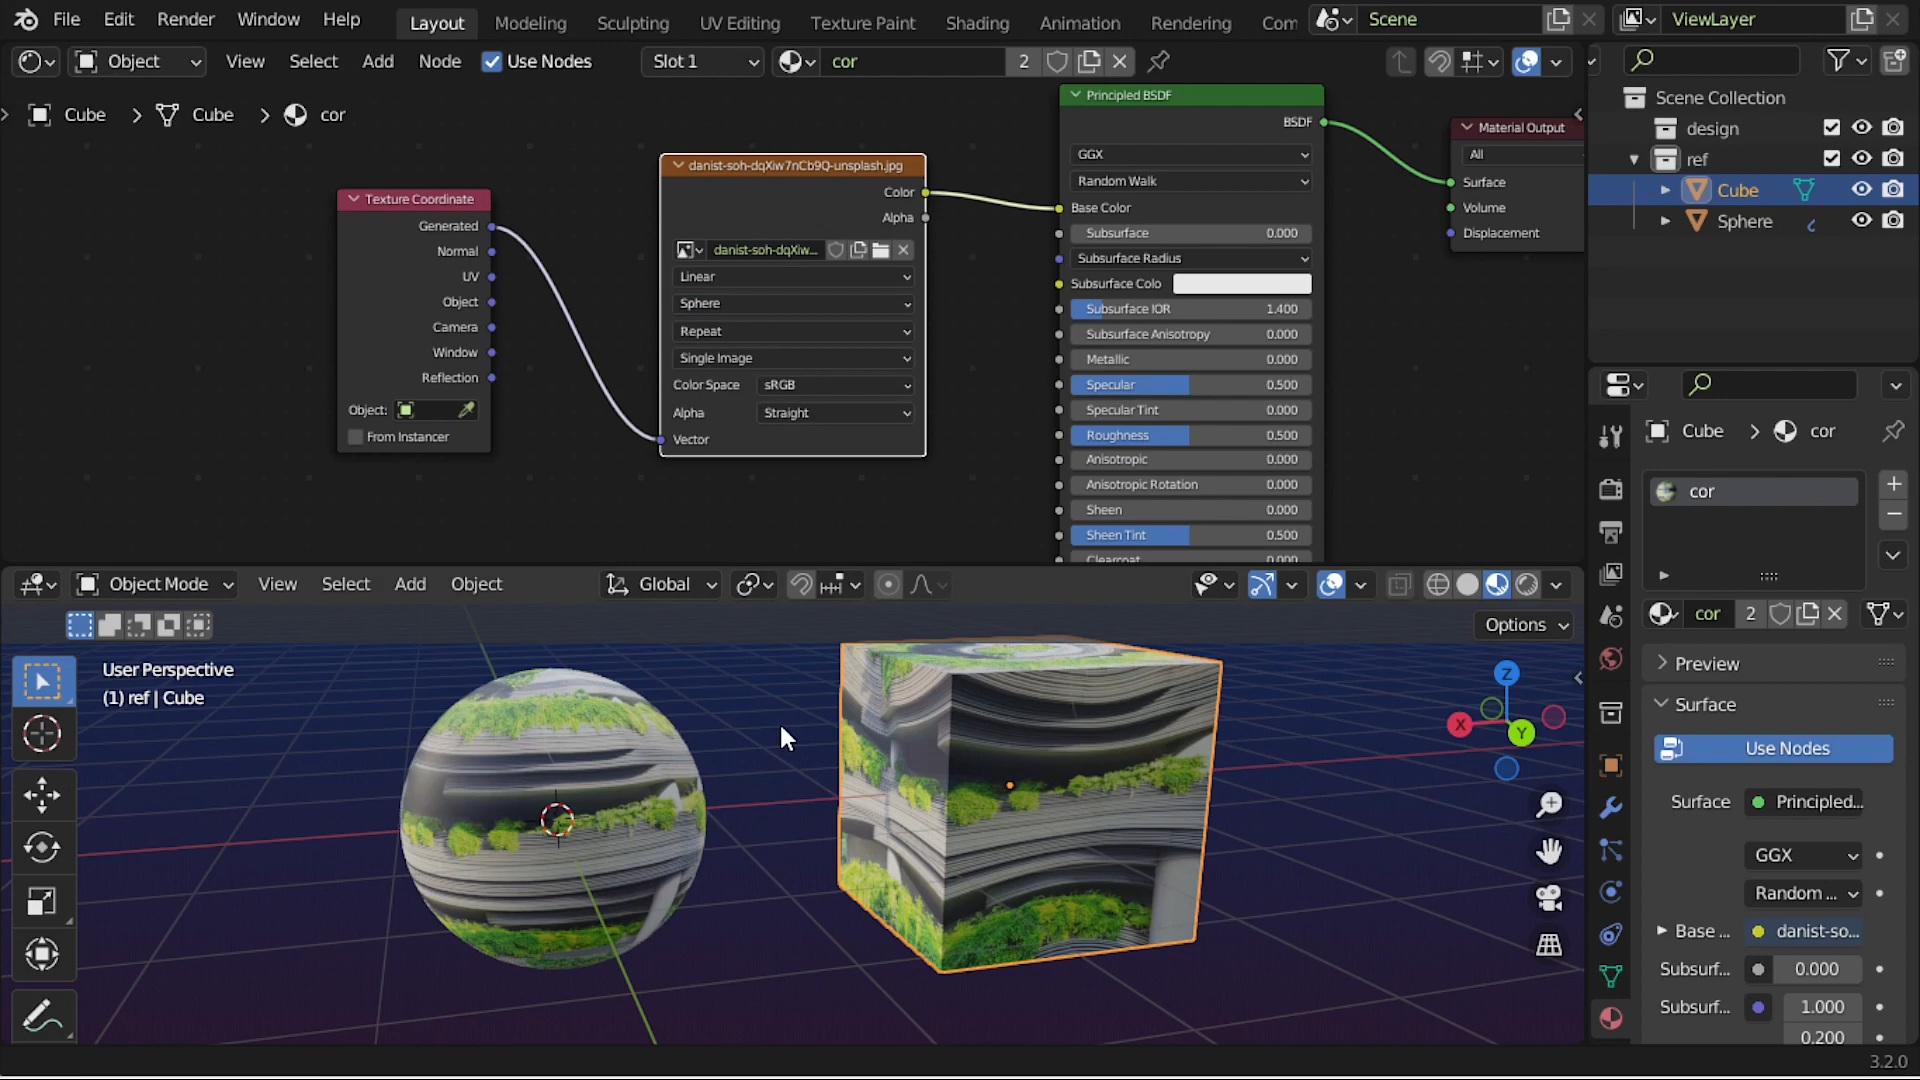 File Edit Render Window Help Layout Modeling Sculpting UV Editing Texture Paint Shading Animation Rendering Com Scene ViewLayer
Object View Select Add Node Use Nodes Slot 1 cor 2
Cube > Cube > cor
Scene Collection
design
ref
Cube
Sphere
Texture Coordinate
Generated
Normal
UV
Object
Camera
Window
Reflection
Object:
From Instancer
danist-soh-dqXiw7nCb9Q-unsplash.jpg
Color
Alpha
danist-soh-dqXiw...
Linear
Sphere
Repeat
Single Image
Color Space sRGB
Alpha Straight
Vector
Principled BSDF
BSDF
GGX
Random Walk
Base Color
Subsurface 0.000
Subsurface Radius
Subsurface Colo
Subsurface IOR 1.400
Subsurface Anisotropy 0.000
Metallic 0.000
Specular 0.500
Specular Tint 0.000
Roughness 0.500
Anisotropic 0.000
Anisotropic Rotation 0.000
Sheen 0.000
Sheen Tint 0.500
Clearcoat 0.000
Material Output
All
Surface
Volume
Displacement
Object Mode View Select Add Object Global
Options
User Perspective
(1) ref | Cube
Z
X
Y
Cube > cor
cor
cor 2
Preview
Surface
Use Nodes
Surface Principled...
GGX
Random ...
Base ... danist-so...
Subsurf... 0.000
Subsurf... 1.000
0.200
3.2.0